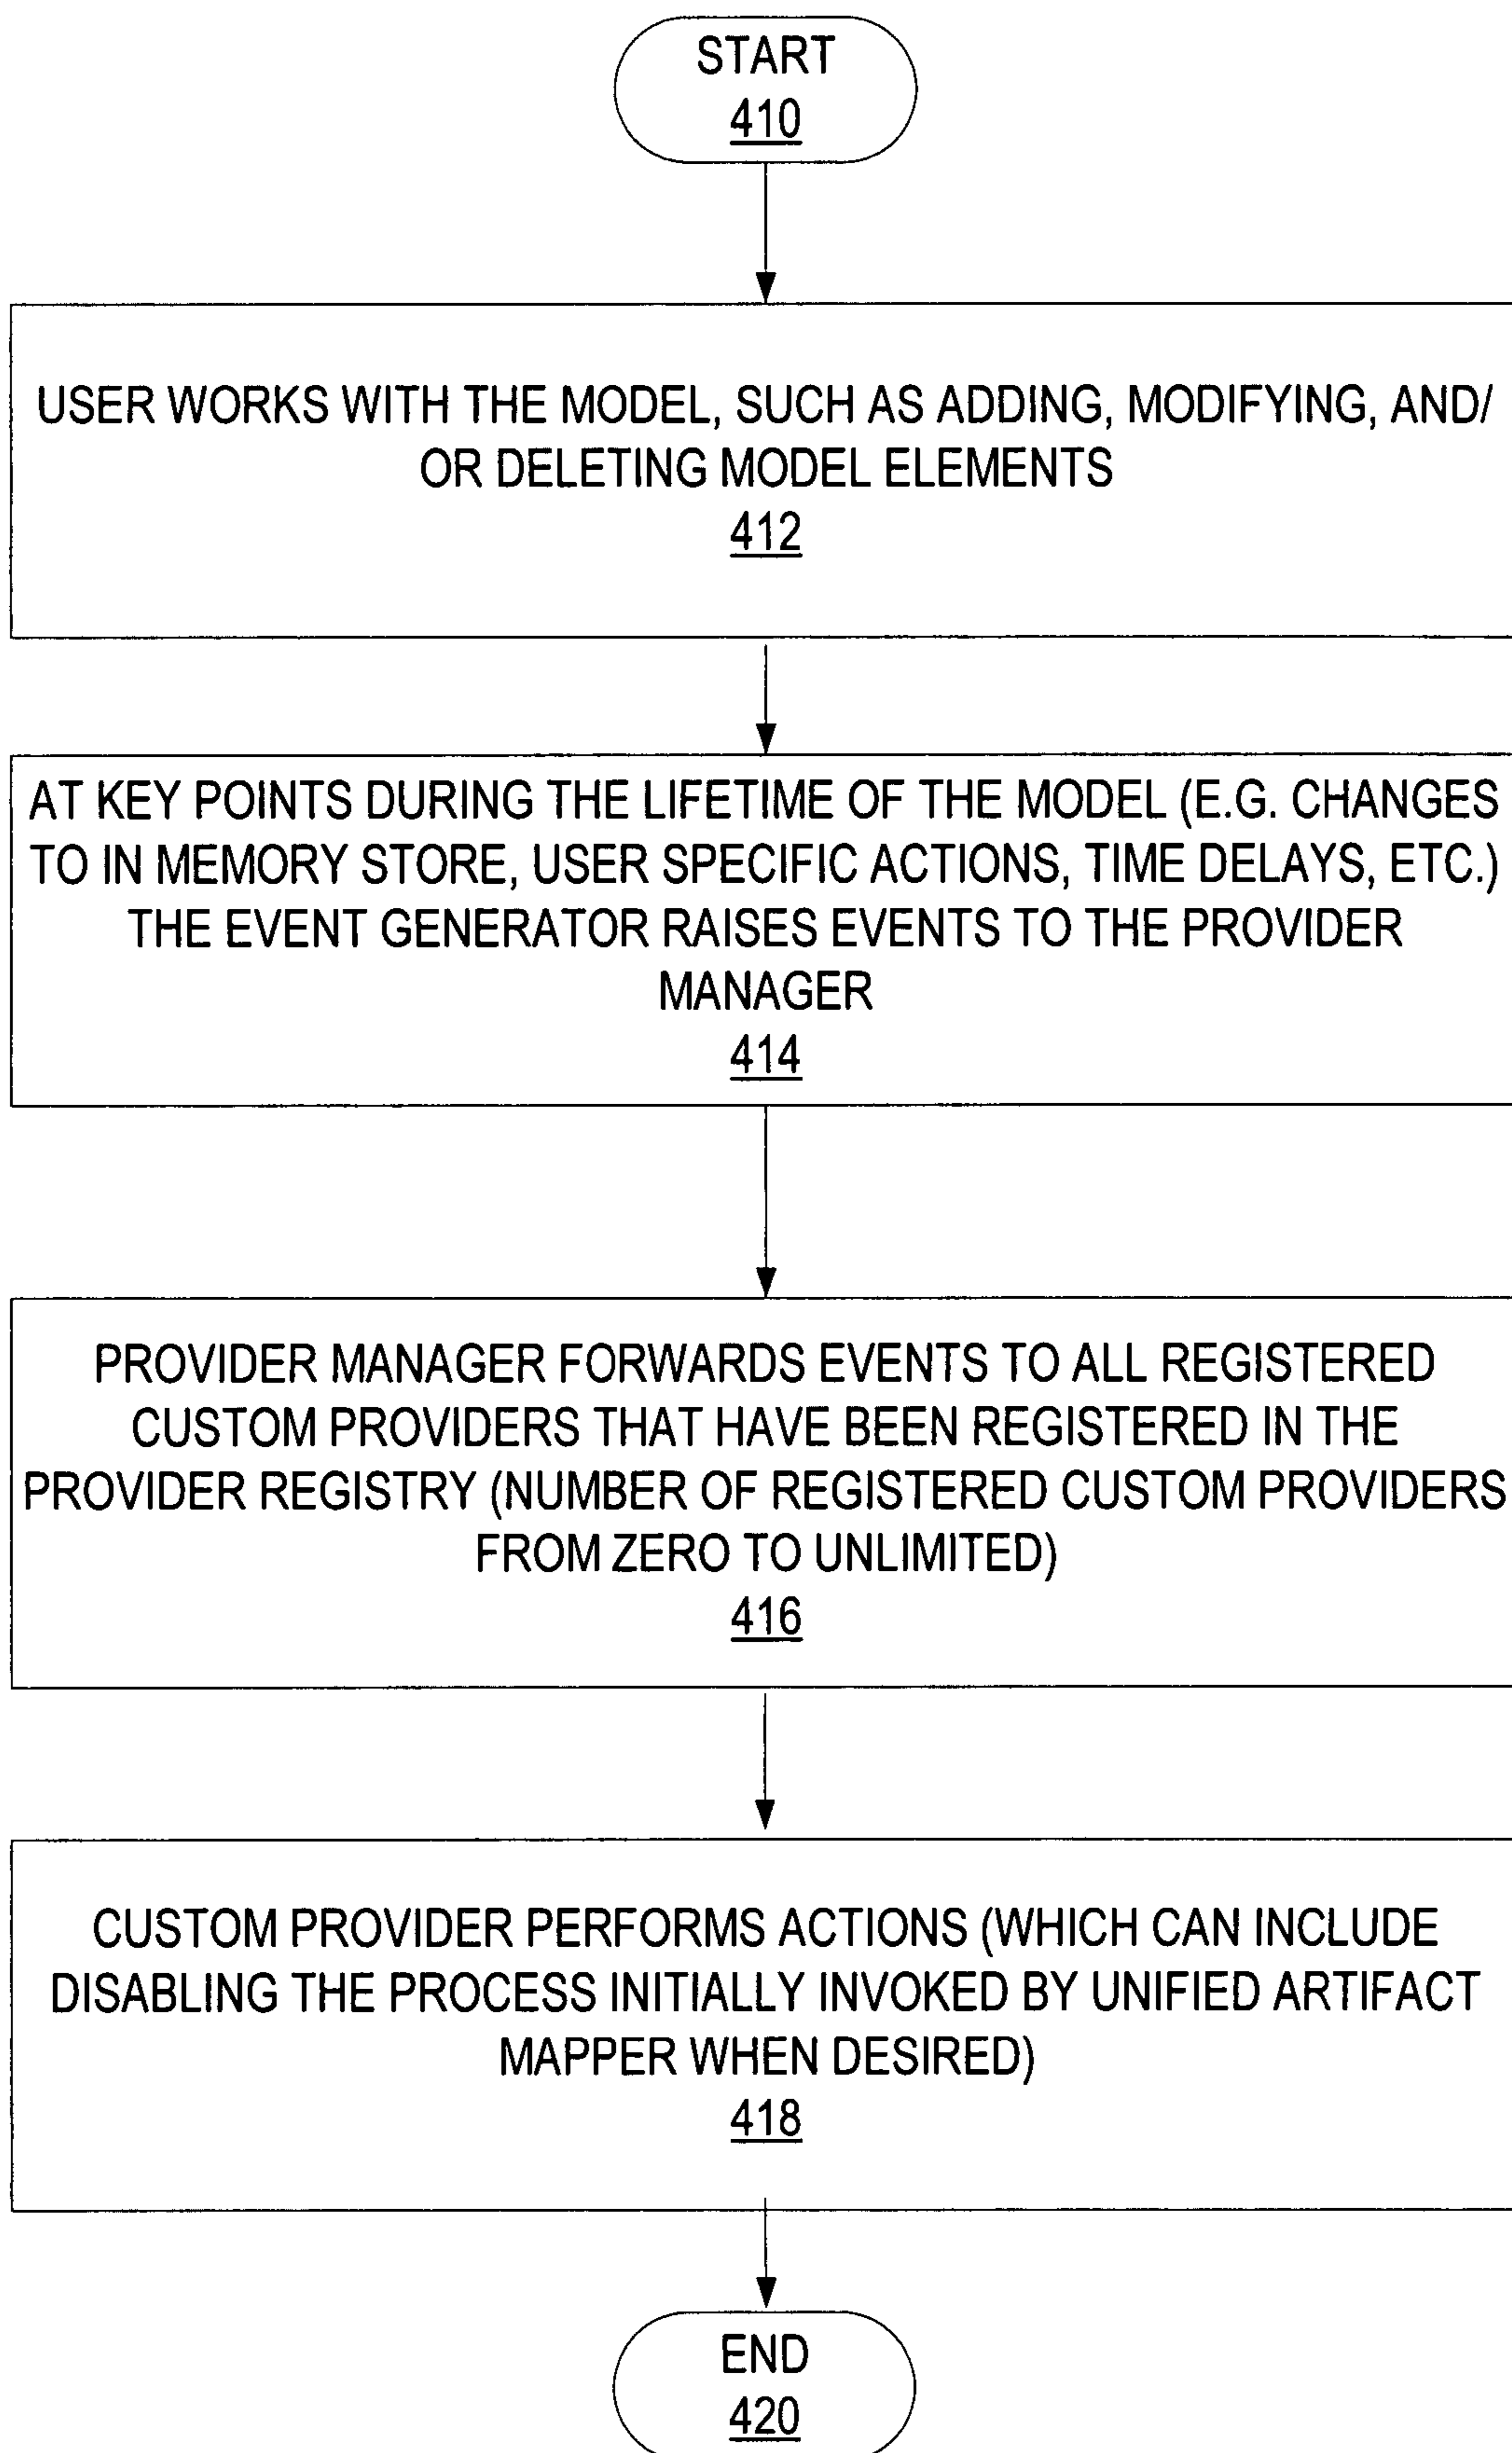 START
410
USER WORKS WITH THE MODEL, SUCH AS ADDING, MODIFYING, AND/
OR DELETING MODEL ELEMENTS
412
AT KEY POINTS DURING THE LIFETIME OF THE MODEL (E.G. CHANGES
TO IN MEMORY STORE, USER SPECIFIC ACTIONS, TIME DELAYS, ETC.)
THE EVENT GENERATOR RAISES EVENTS TO THE PROVIDER
MANAGER
414
PROVIDER MANAGER FORWARDS EVENTS TO ALL REGISTERED
CUSTOM PROVIDERS THAT HAVE BEEN REGISTERED IN THE
PROVIDER REGISTRY (NUMBER OF REGISTERED CUSTOM PROVIDERS
FROM ZERO TO UNLIMITED)
416
CUSTOM PROVIDER PERFORMS ACTIONS (WHICH CAN INCLUDE
DISABLING THE PROCESS INITIALLY INVOKED BY UNIFIED ARTIFACT
MAPPER WHEN DESIRED)
418
END
420